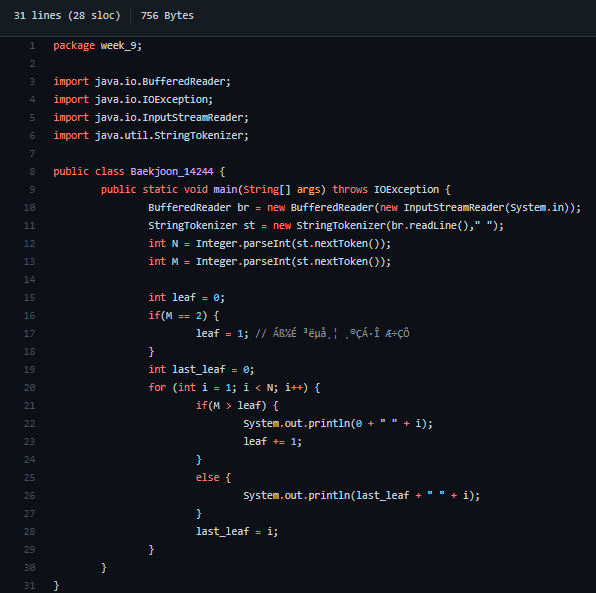 31 lines (28 sloc) 756 Bytes
1 package week_9;
2
3 import java.io.BufferedReader;
4 import java.io.IOException;
5 import java.io.InputStreamReader;
6 import java.util.StringTokenizer;
7
8 public class Baekjoon_14244 {
9 public static void main(String[] args) throws IOException {
10 BufferedReader br = new BufferedReader(new InputStreamReader(System.in));
11 StringTokenizer st = new StringTokenizer(br.readLine()," ");
12 int N = Integer.parseInt(st.nextToken());
13 int M = Integer.parseInt(st.nextToken());
14
15 int leaf = 0;
16 if(M == 2) {
17 leaf = 1; // Áß½É ³ëµå¸¦ ¸®ÇÁ·Î Æ÷ÇÔ
18 }
19 int last_leaf = 0;
20 for (int i = 1; i < N; i++) {
21 if(M > leaf) {
22 System.out.println(0 + " " + i);
23 leaf += 1;
24 }
25 else {
26 System.out.println(last_leaf + " " + i);
27 }
28 last_leaf = i;
29 }
30 }
31 }